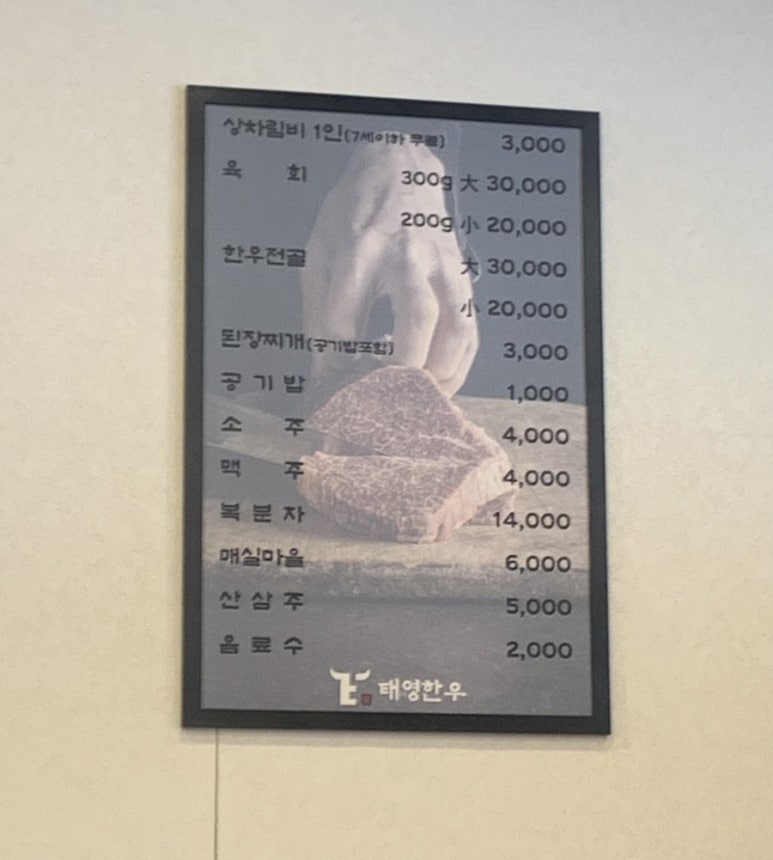 상차림비 1인(7세이하 무료) 3,000
육 회 300g 大 30,000
200g 小 20,000
한우전골 大 30,000
小 20,000
된장찌개(공기밥포함) 3,000
공 기 밥 1,000
소 주 4,000
맥 주 4,000
복 분 자 14,000
매실마을 6,000
산 삼 주 5,000
음 료 수 2,000
태영한우